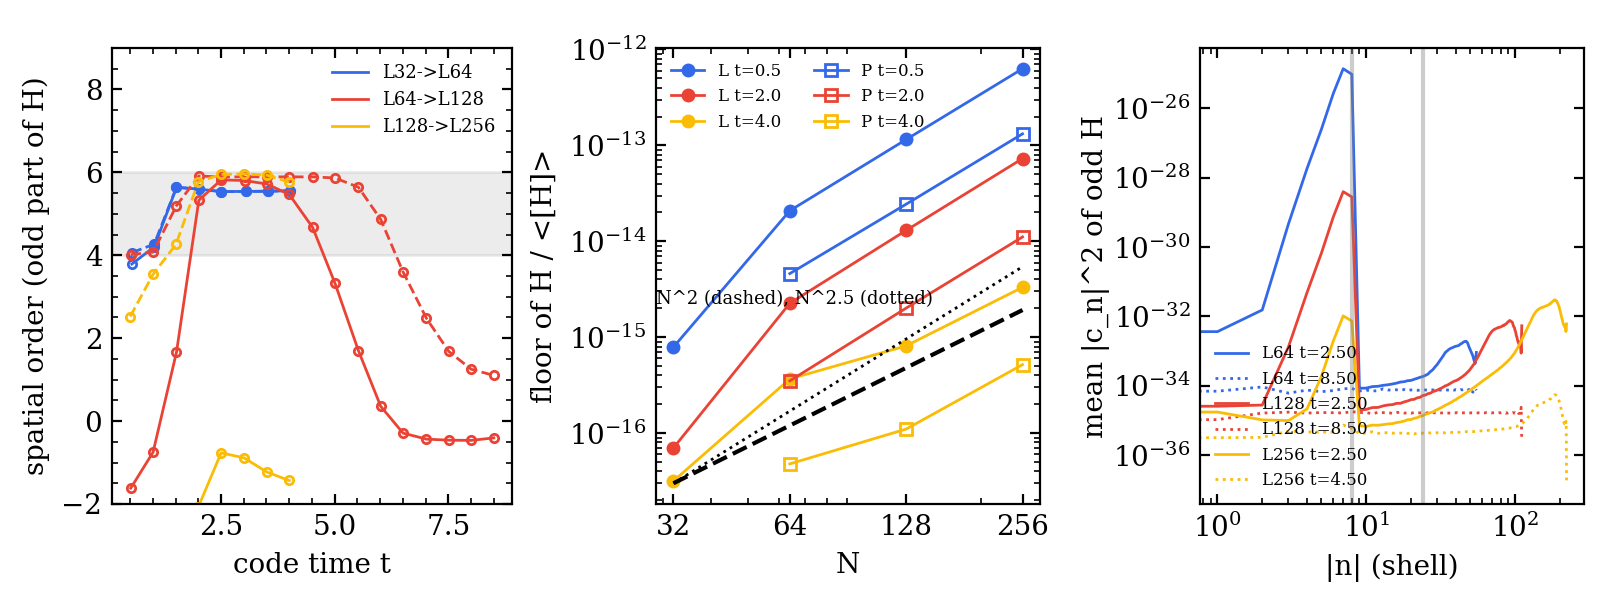 spatial order (odd part of H)
8
6
4
2
0
−2
2.5
5.0
7.5
code time t
L32->L64
L64->L128
L128->L256
floor of H / <[H]>
10^−12
10^−13
10^−14
10^−15
10^−16
32
64
128
256
N
L t=0.5
L t=2.0
L t=4.0
P t=0.5
P t=2.0
P t=4.0
N^2 (dashed), N^2.5 (dotted)
mean |c_n|^2 of odd H
10^−26
10^−28
10^−30
10^−32
10^−34
10^−36
10^0
10^1
10^2
|n| (shell)
L64 t=2.50
L64 t=8.50
L128 t=2.50
L128 t=8.50
L256 t=2.50
L256 t=4.50